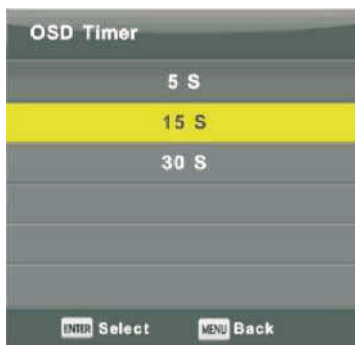 OSD Timer
5 S
15 S
30 S
ENTER Select MENU Back